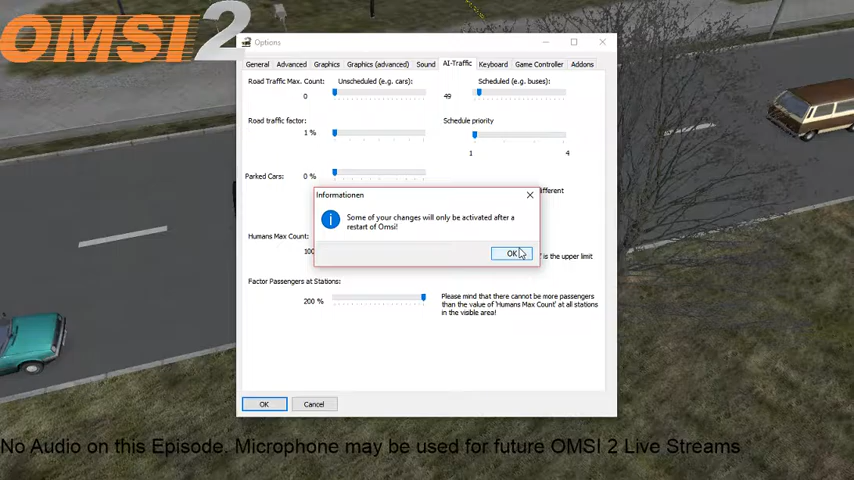 OMSI 2
Options
General Advanced Graphics Graphics (advanced) Sound AI-Traffic Keyboard Game Controller Addons
Road Traffic Max. Count: Unscheduled (e.g. cars): Scheduled (e.g. buses):
0 49
Road traffic factor: Schedule priority
1 %
1 4
Parked Cars: 0 %
Informationen
different
Some of your changes will only be activated after a
restart of Omsi!
Humans Max Count:
100
OK
is the upper limit
Factor Passengers at Stations:
200 %
Please mind that there cannot be more passengers
than the value of 'Humans Max Count' at all stations
in the visible area!
OK Cancel
No Audio on this Episode. Microphone may be used for future OMSI 2 Live Streams